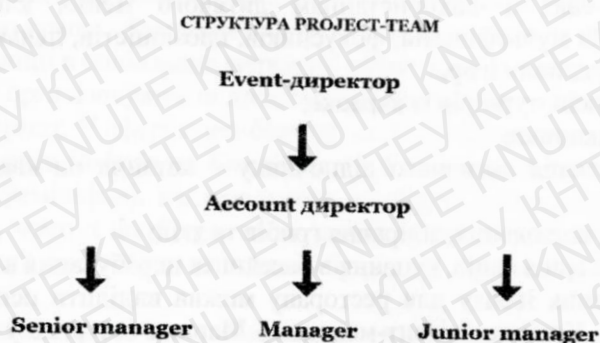 СТРУКТУРА PROJECT-TEAM
Event-директор
Account директор
Senior manager Manager Junior manager